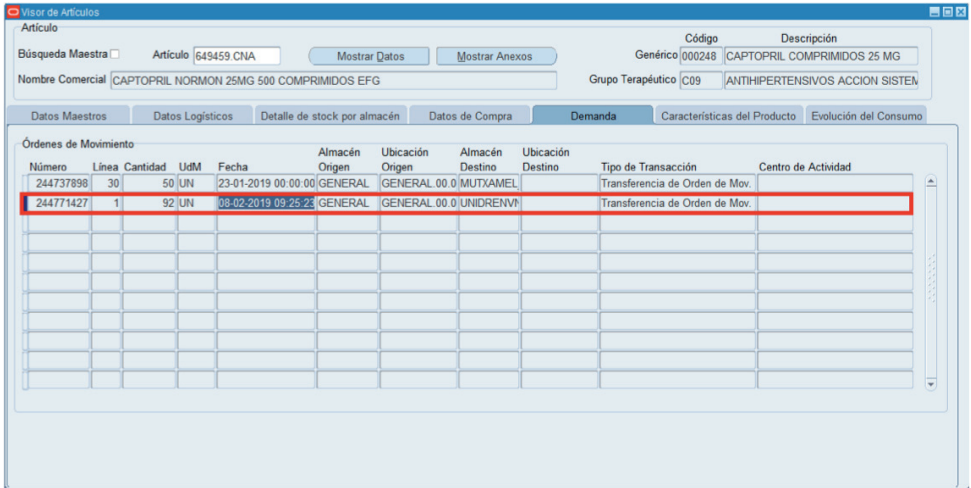 Visor de Artículos
Artículo
Código Descripción
Búsqueda Maestra Artículo 649459.CNA Mostrar Datos Mostrar Anexos Genérico 000248 CAPTOPRIL COMPRIMIDOS 25 MG
Nombre Comercial CAPTOPRIL NORMON 25MG 500 COMPRIMIDOS EFG Grupo Terapéutico C09 ANTIHIPERTENSIVOS ACCION SISTEM
Datos Maestros Datos Logísticos Detalle de stock por almacén Datos de Compra Demanda Características del Producto Evolución del Consumo
Órdenes de Movimiento
Almacén Ubicación Almacén Ubicación
Número Línea Cantidad UdM Fecha Origen Origen Destino Destino Tipo de Transacción Centro de Actividad
244737898 30 50 UN 23-01-2019 00:00:00 GENERAL GENERAL.00.0 MUTXAMEL Transferencia de Orden de Mov.
244771427 1 92 UN 08-02-2019 09:25:23 GENERAL GENERAL.00.0 UNIDRENVN Transferencia de Orden de Mov.